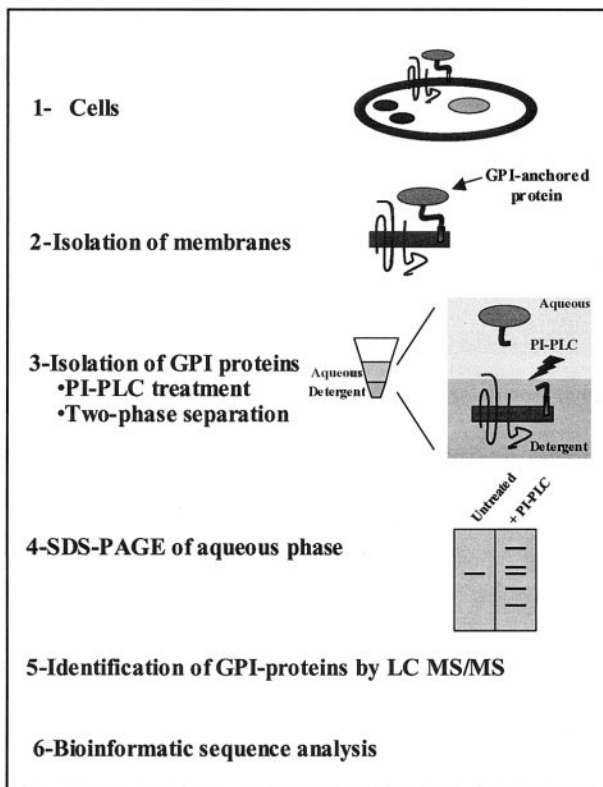 1- Cells
GPI-anchored
protein
2-Isolation of membranes
3-Isolation of GPI proteins
•PI-PLC treatment
•Two-phase separation
Aqueous
Detergent
Aqueous
PI-PLC
Detergent
Untreated
+ PI-PLC
4-SDS-PAGE of aqueous phase
5-Identification of GPI-proteins by LC MS/MS
6-Bioinformatic sequence analysis